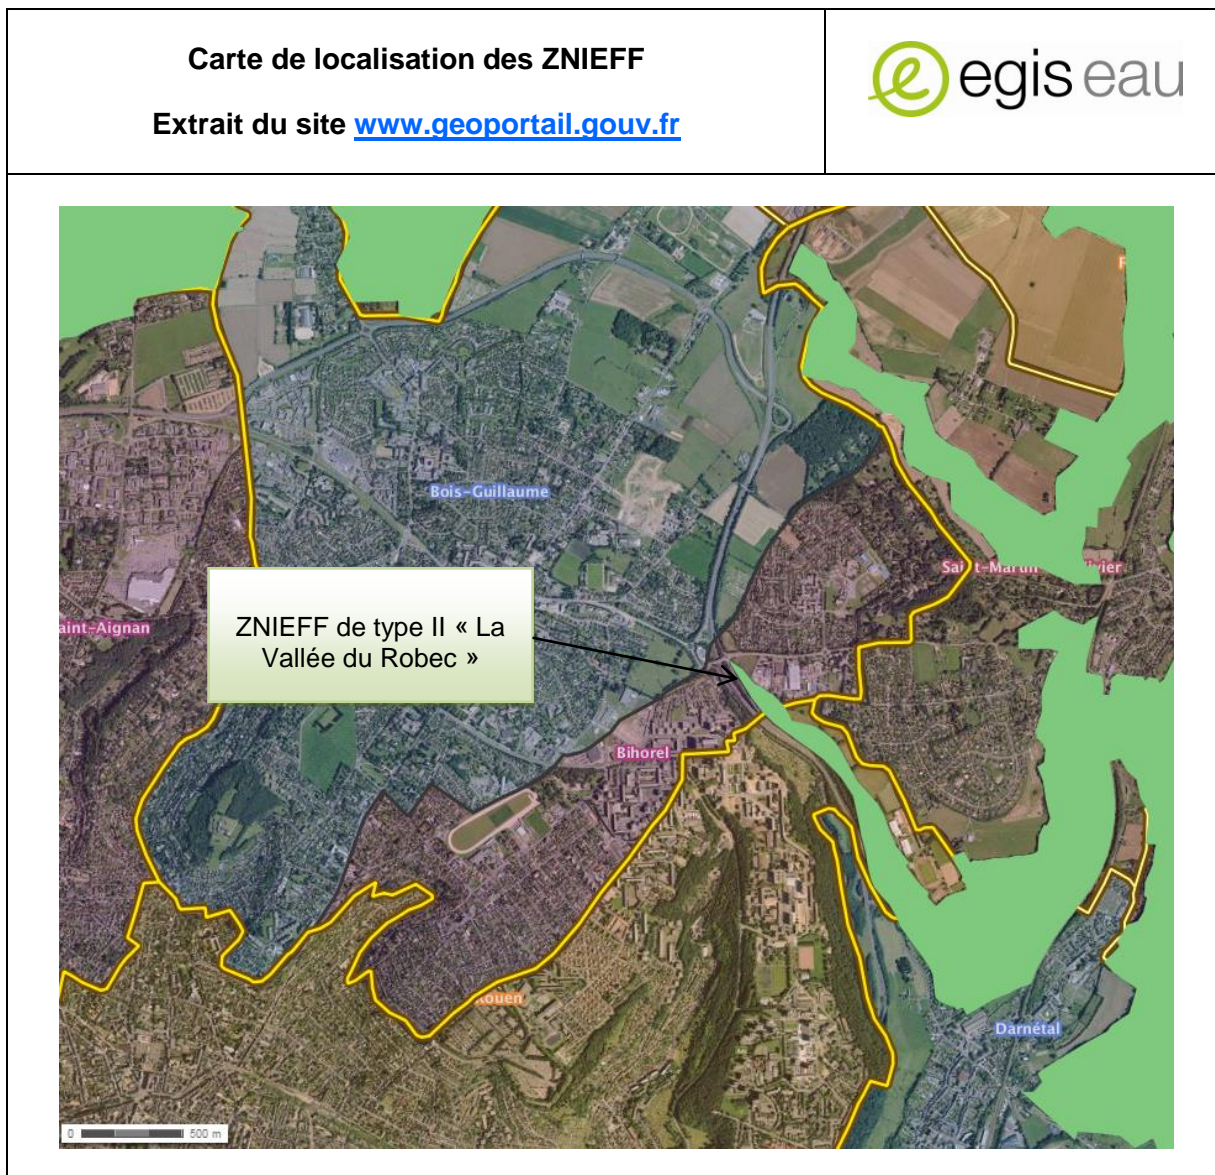 Carte de localisation des ZNIEFF
Extrait du site www.geoportail.gouv.fr
egis eau
F
Bois-Guillaume
ZNIEFF de type II « La
Vallée du Robec »
aint-Aignan
Bihorel
Rouen
Darnétal
0 500 m